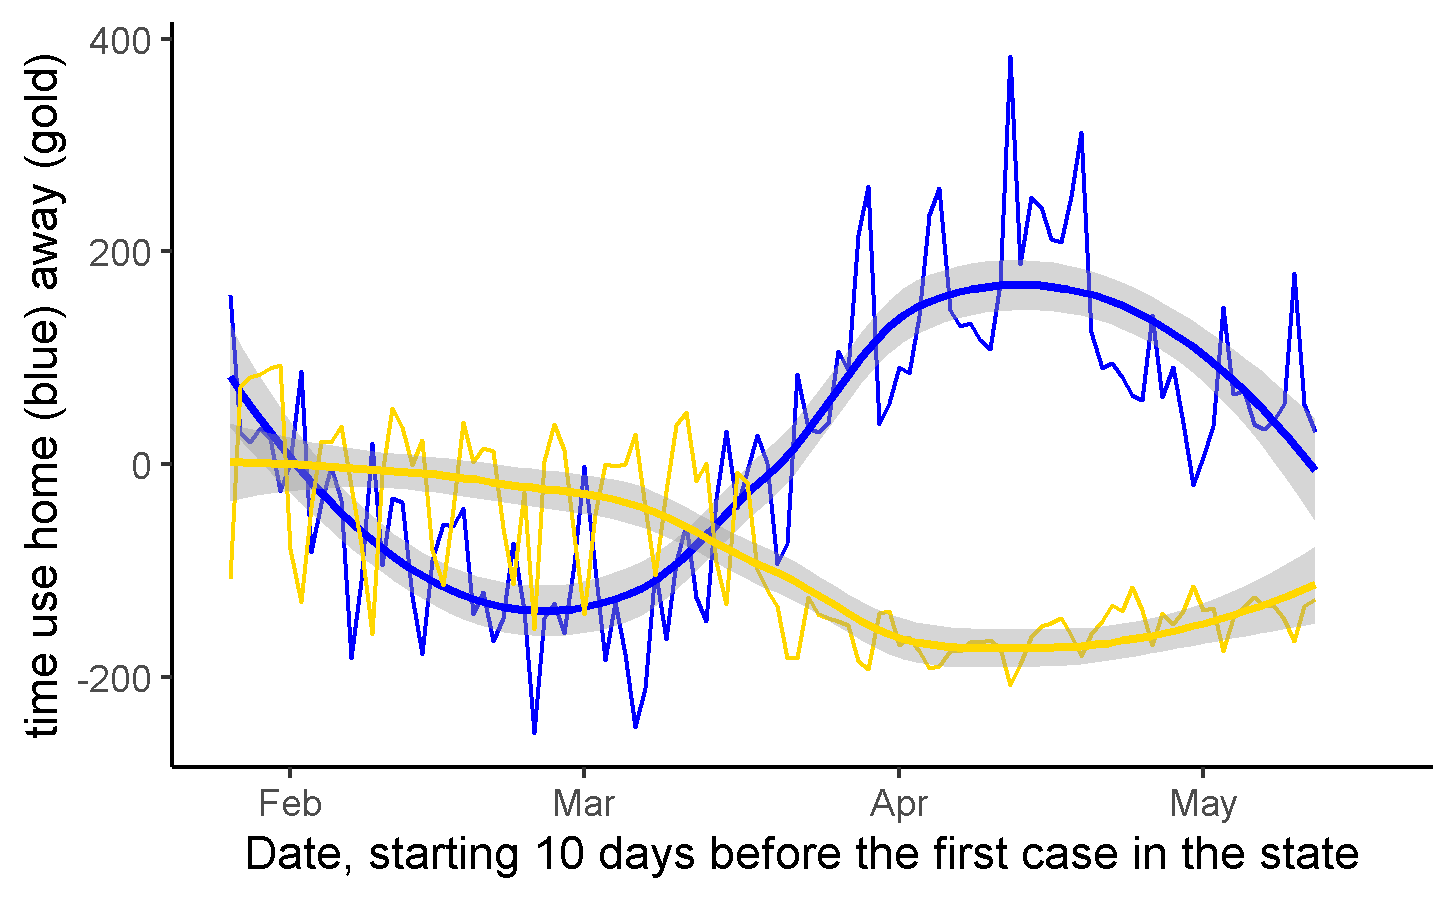 time use home (blue) away (gold)
400
200
0
-200
Feb
Mar
Apr
May
Date, starting 10 days before the first case in the state